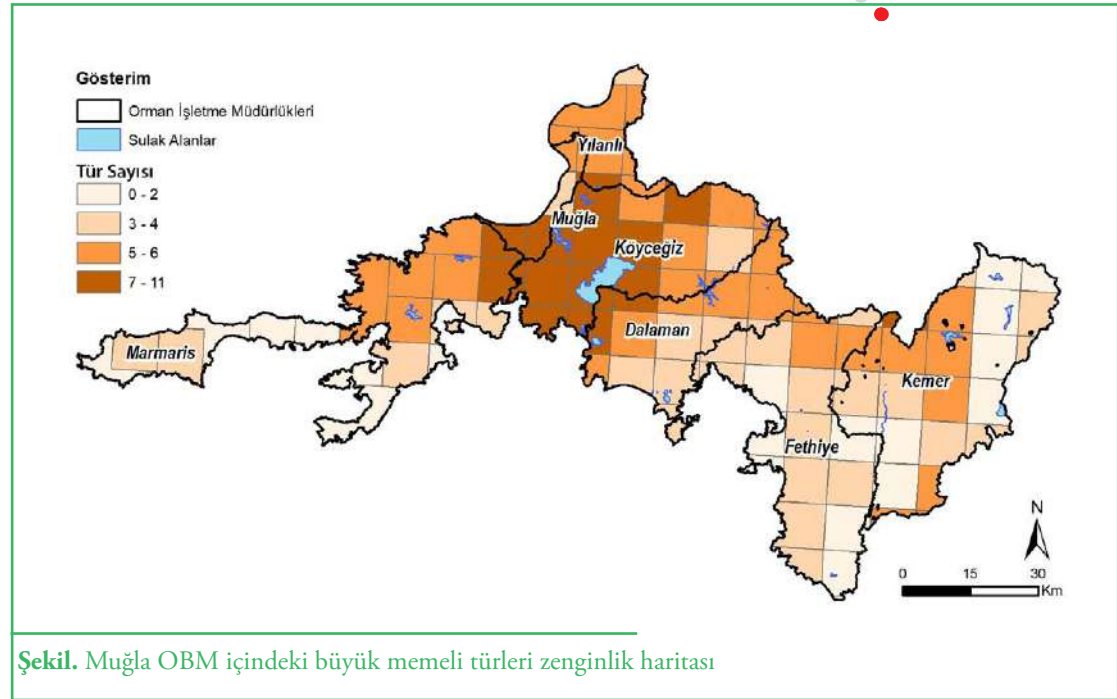 Gösterim
Orman İşletme Müdürlükleri
Sulak Alanlar
Tür Sayısı
0 - 2
3 - 4
5 - 6
7 - 11
Yılanlı
Muğla
Köyceğiz
Dalaman
Marmaris
Kemer
Fethiye
N
0 15 30
Km
Şekil. Muğla OBM içindeki büyük memeli türleri zenginlik haritası